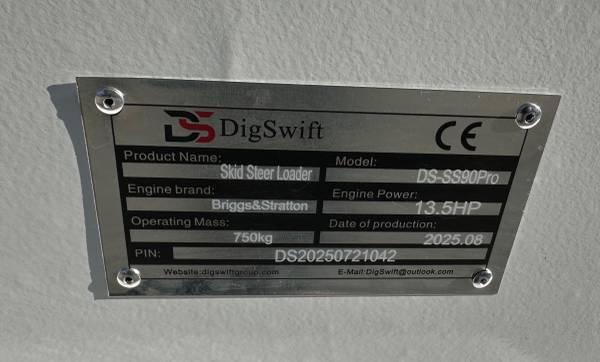 DS DigSwift CE
Product Name: Skid Steer Loader Model: DS-SS90Pro
Engine brand: Briggs&Stratton Engine Power: 13.5HP
Operating Mass: 750kg Date of production: 2025.08
PIN: DS20250721042
Website:digswiftgroup.com E-Mail:DigSwift@outlook.com